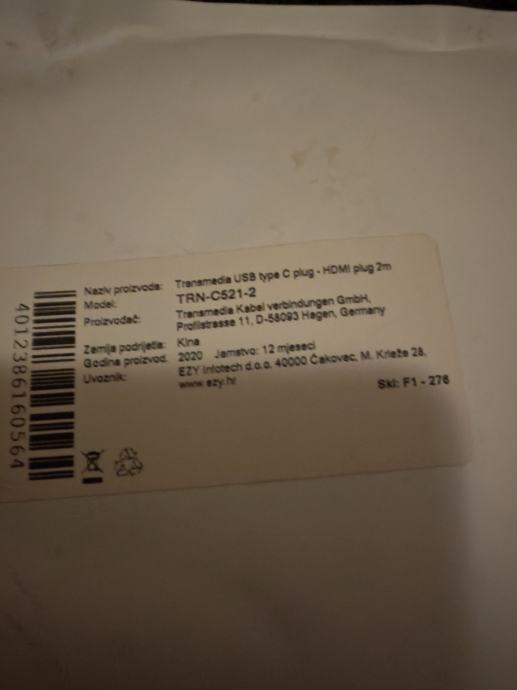 Naziv proizvoda: Transmedia USB type C plug - HDMI plug 2m
Model: TRN-C521-2
Proizvođač: Transmedia Kabel verbindungen GmbH,
Profilstrasse 11, D-58093 Hagen, Germany
Zemlja podrijetla: Kina
Godina proizvod. 2020 Jamstvo: 12 mjeseci
Uvoznik: EZY Infotech d.o.o. 40000 Čakovec, M. Krleže 28,
www.ezy.hr
Skl: F1 - 276
4012386160564